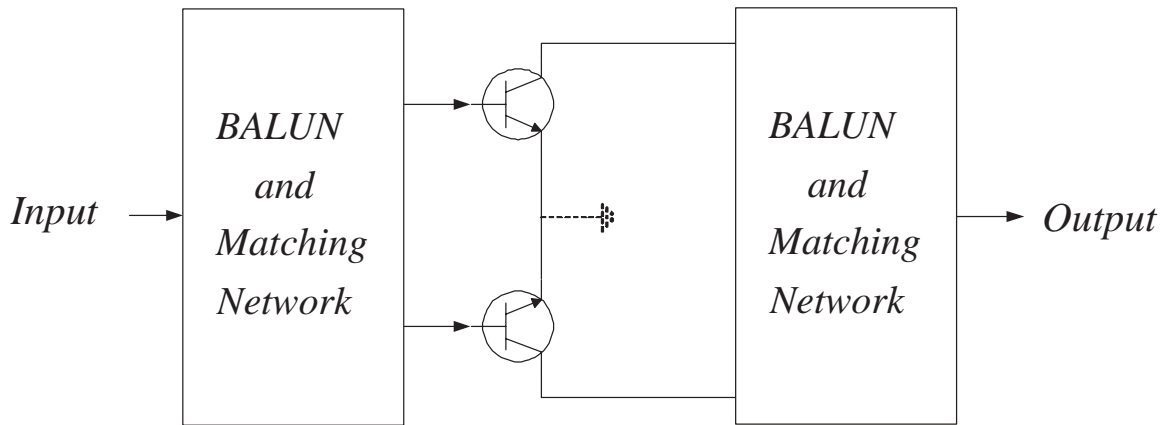 Input
BALUN
and
Matching
Network
BALUN
and
Matching
Network
Output